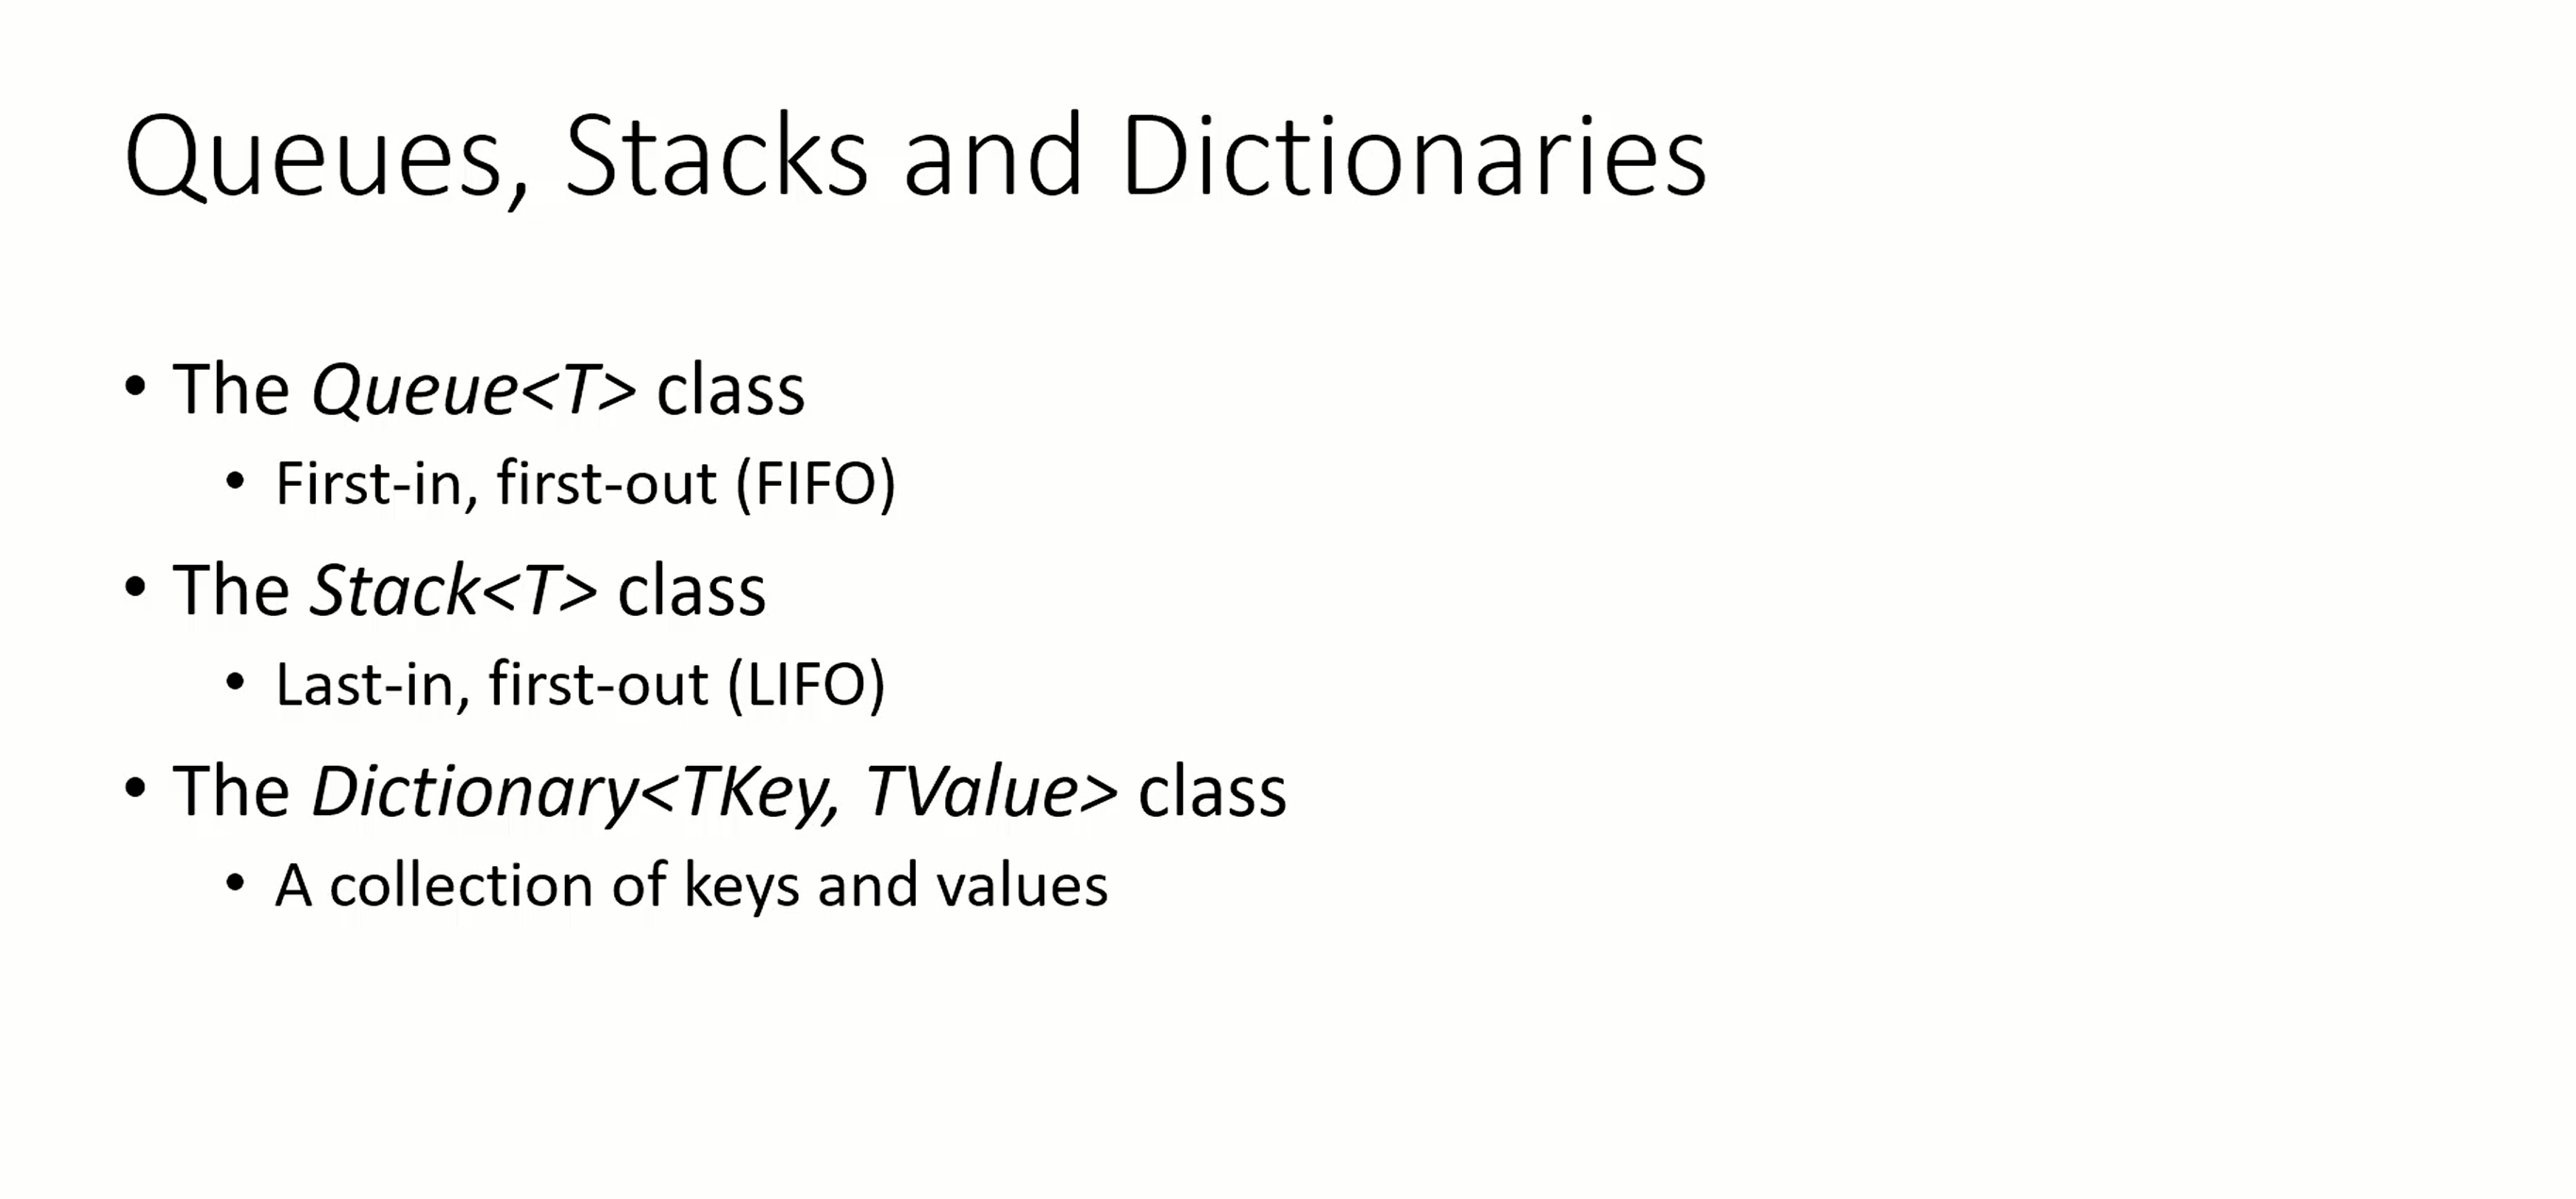 Queues, Stacks and Dictionaries
• The Queue<T> class
• First-in, first-out (FIFO)
• The Stack<T> class
• Last-in, first-out (LIFO)
• The Dictionary<TKey, TValue> class
• A collection of keys and values